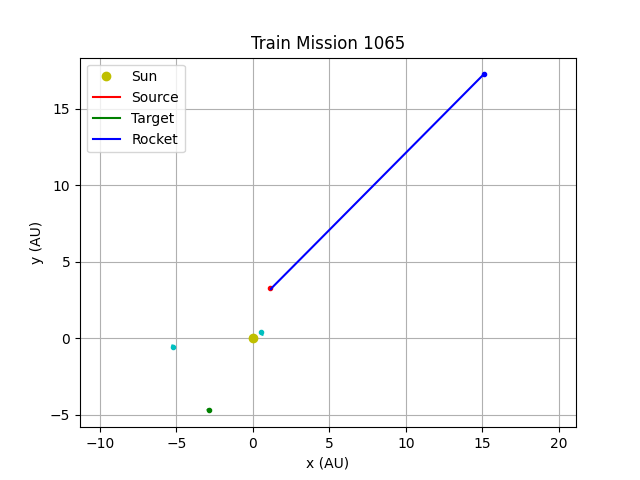 Train Mission 1065
Sun
Source
Target
Rocket
15
10
5
0
−5
y (AU)
−10
−5
0
5
10
15
20
x (AU)